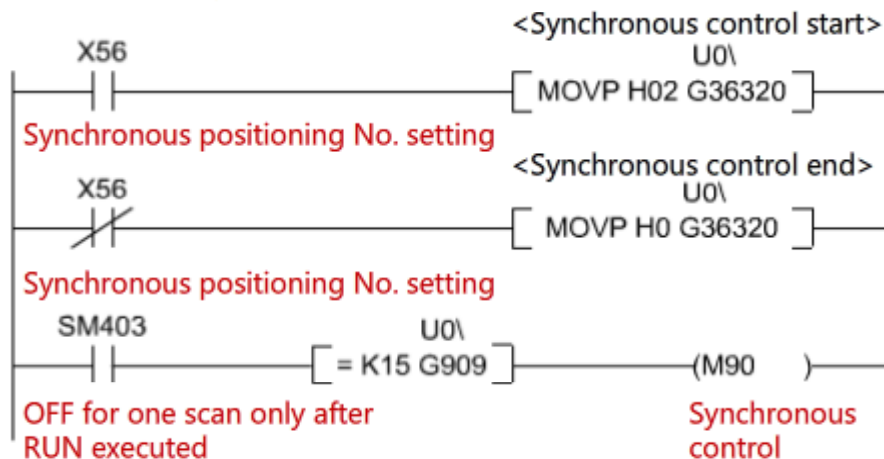 <Synchronous control start>
X56
U0\
MOVP H02 G36320
Synchronous positioning No. setting
<Synchronous control end>
X56
U0\
MOVP H0 G36320
Synchronous positioning No. setting
SM403
U0\
= K15 G909
(M90 )
OFF for one scan only after
RUN executed
Synchronous
control